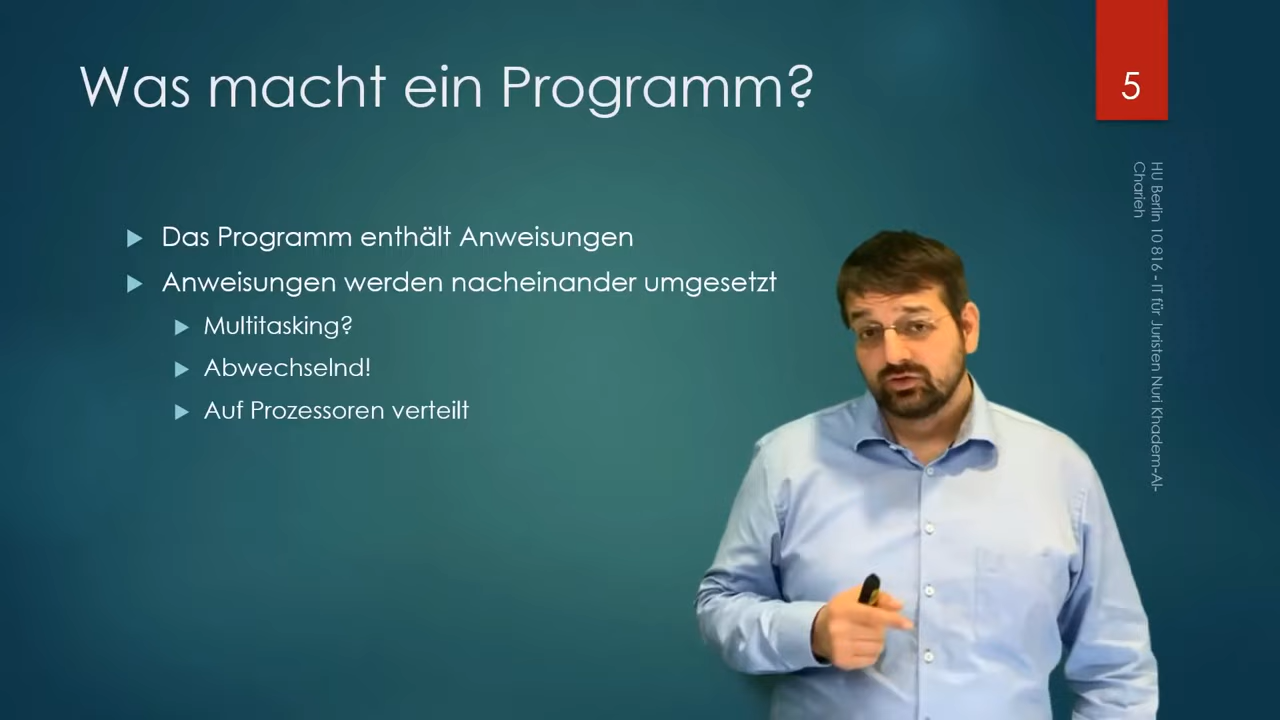 Was macht ein Programm?
5
Das Programm enthält Anweisungen
Anweisungen werden nacheinander umgesetzt
Multitasking?
Abwechselnd!
Auf Prozessoren verteilt
HU Berlin 10 816 - IT für Juristen Nuri Khadem-Al-
Charieh